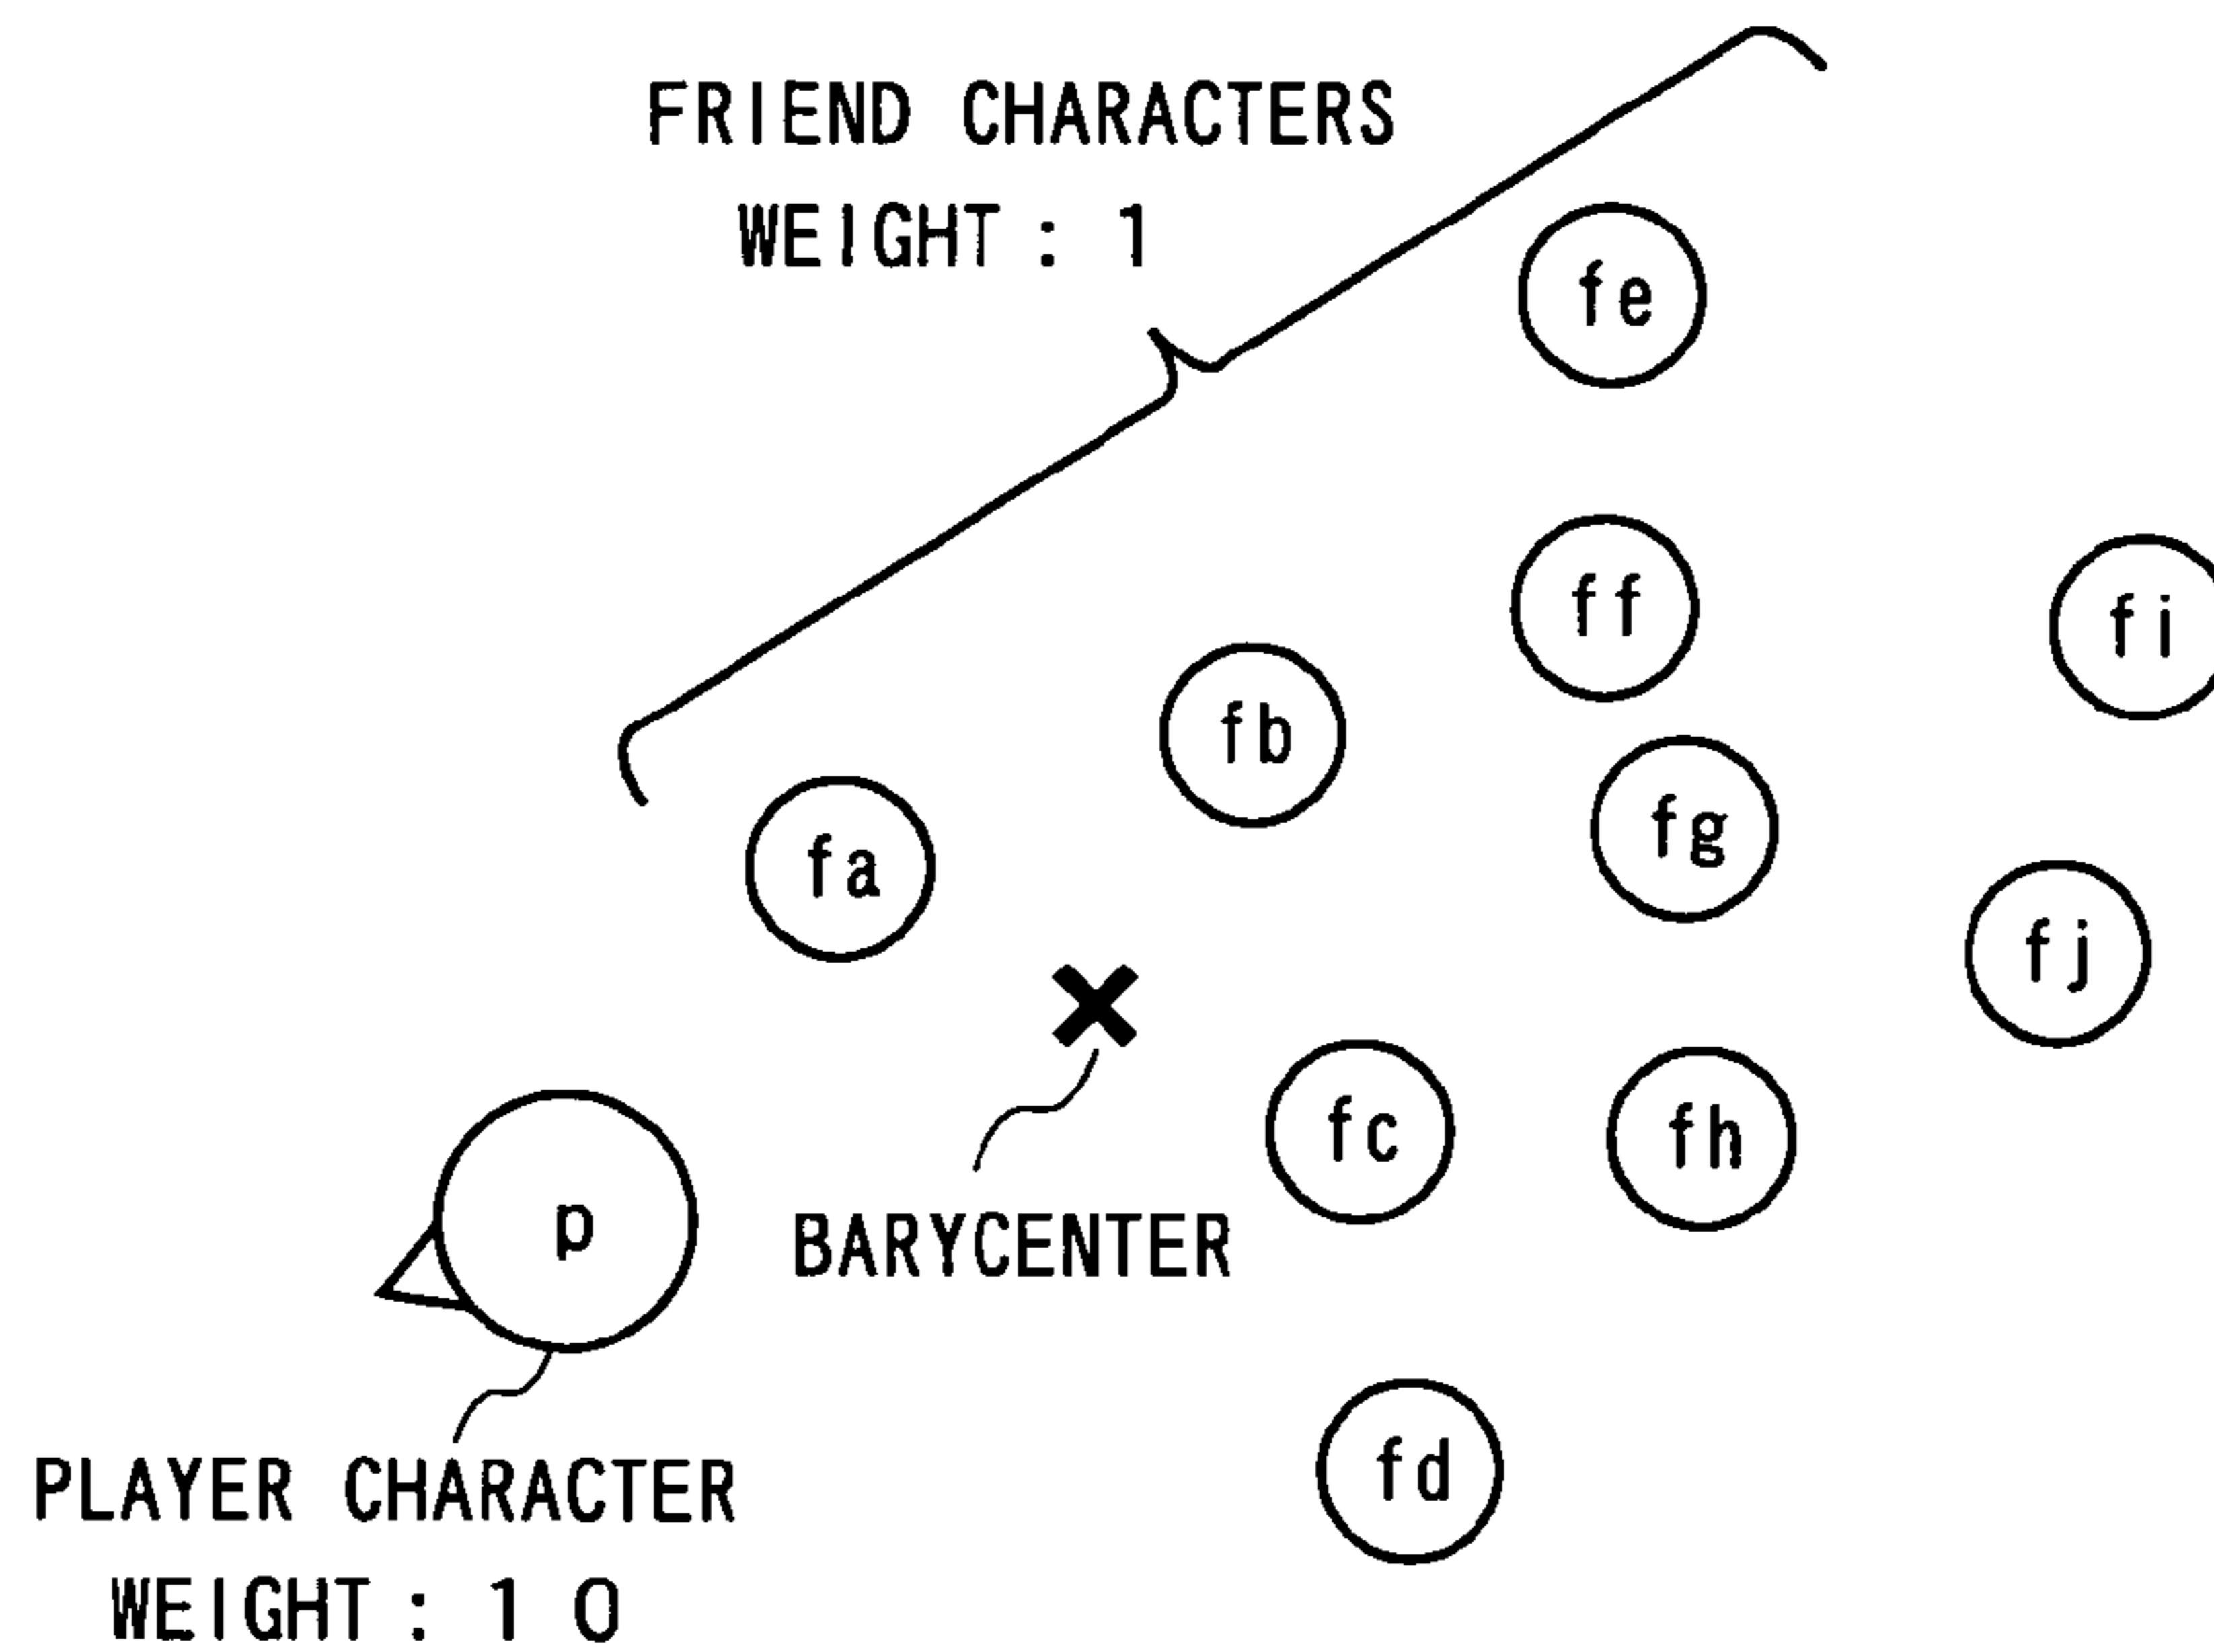 FRIEND CHARACTERS
WEIGHT : 1
fe
ff
fi
fb
fg
fa
fj
fc
fh
p
BARYCENTER
fd
PLAYER CHARACTER
WEIGHT : 10